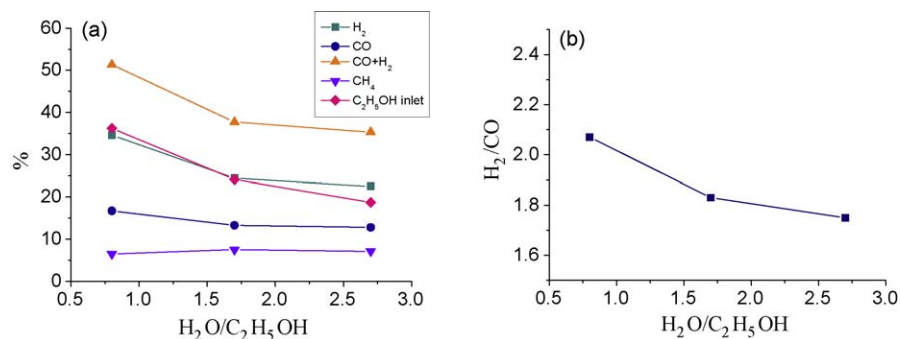 (a)
H₂
CO
CO+H₂
CH₄
C₂H₅OH inlet
60
50
40
30
20
10
0
%
0.5 1.0 1.5 2.0 2.5 3.0
H₂O/C₂H₅OH
(b)
2.4
2.2
2.0
1.8
1.6
H₂/CO
0.5 1.0 1.5 2.0 2.5 3.0
H₂O/C₂H₅OH